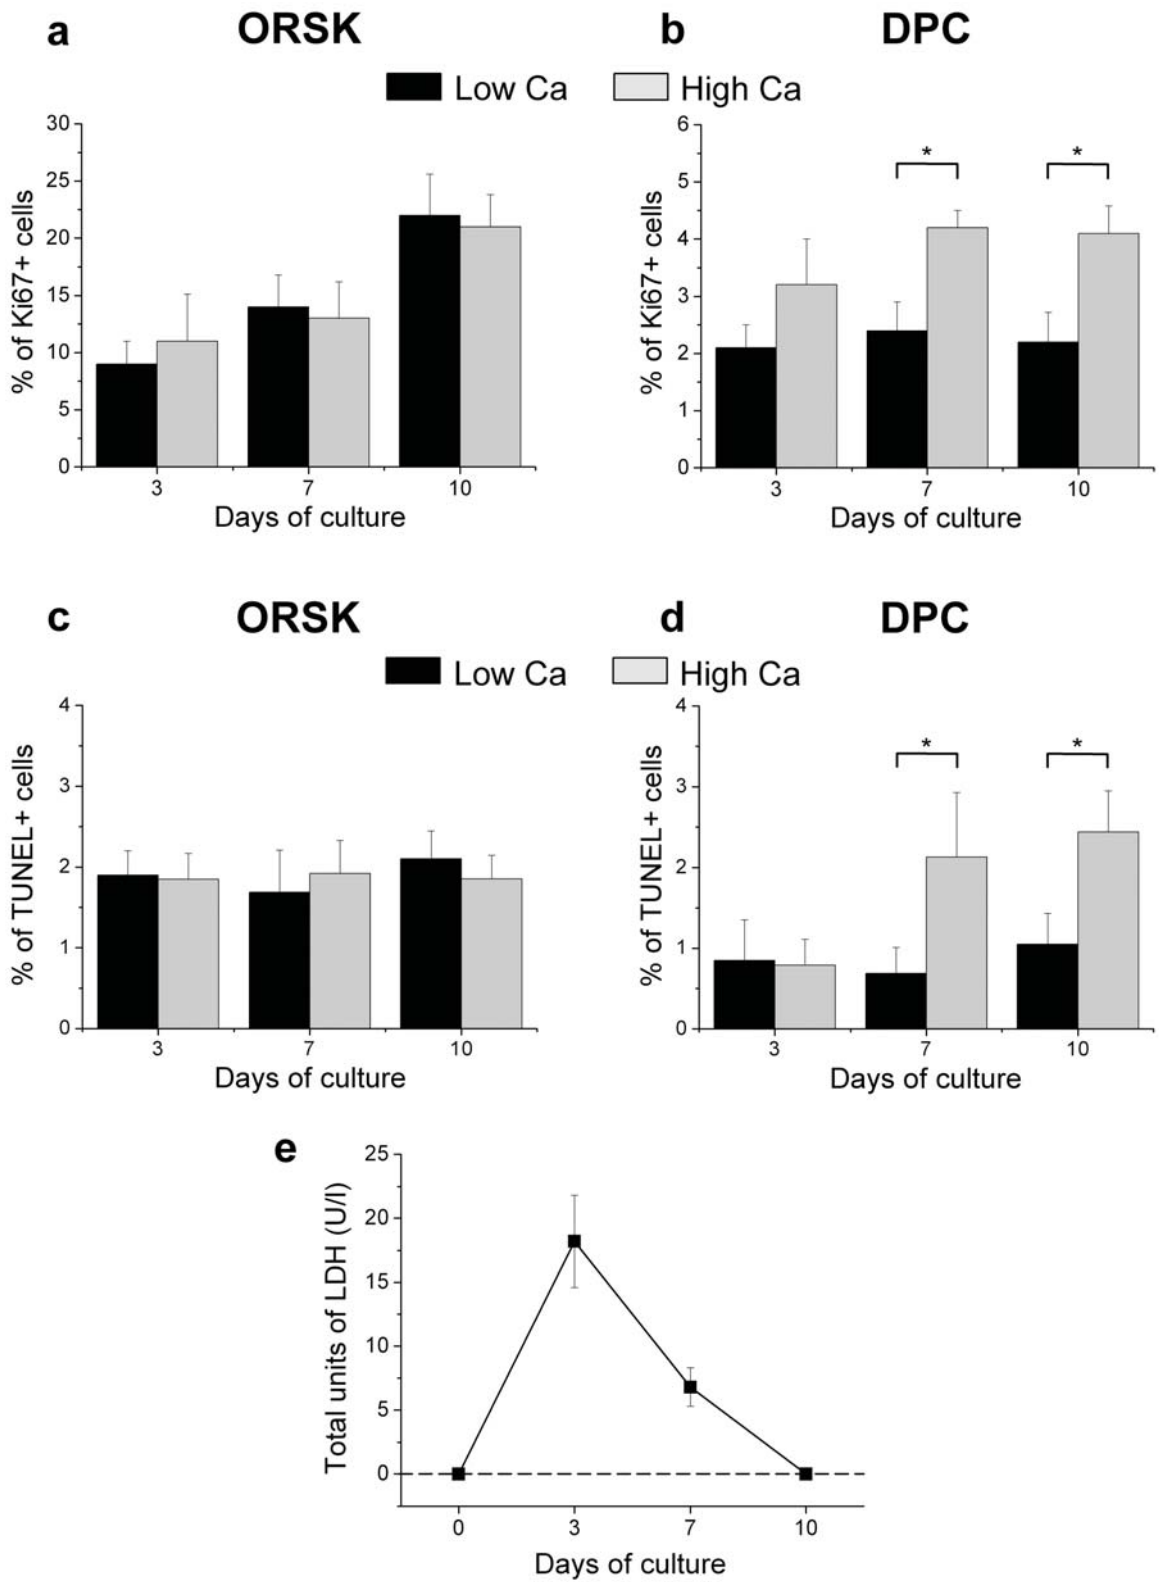 a ORSK
b DPC
Low Ca High Ca
% of Ki67+ cells
30
25
20
15
10
5
0
3 7 10
Days of culture
% of Ki67+ cells
6
5
4
3
2
1
0
* *
3 7 10
Days of culture
c ORSK
d DPC
Low Ca High Ca
% of TUNEL+ cells
4
3
2
1
0
3 7 10
Days of culture
% of TUNEL+ cells
4
3
2
1
0
* *
3 7 10
Days of culture
e
Total units of LDH (U/l)
25
20
15
10
5
0
0 3 7 10
Days of culture